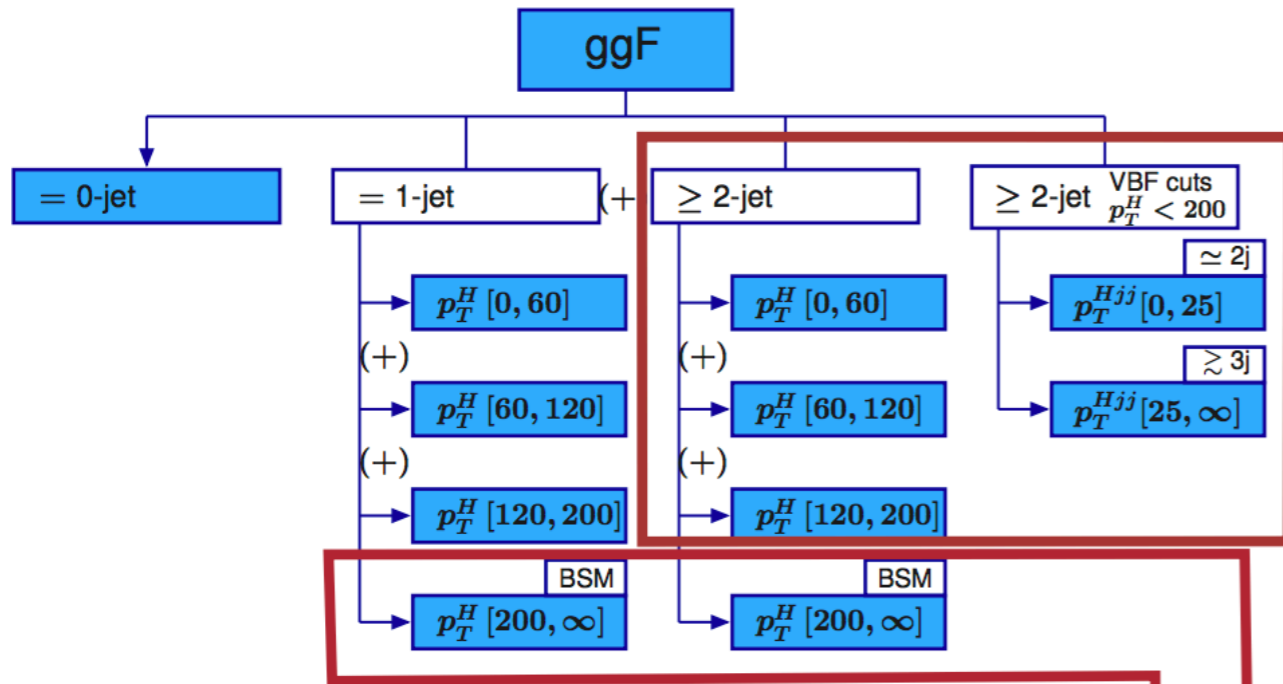 ggF
= 0-jet
= 1-jet
(+
≥ 2-jet
≥ 2-jet VBF cuts
p_T^H < 200
≃ 2j
p_T^H [0, 60]
p_T^H [0, 60]
p_T^{Hjj} [0, 25]
(+)
(+)
≳ 3j
p_T^H [60, 120]
p_T^H [60, 120]
p_T^{Hjj} [25, ∞]
(+)
(+)
p_T^H [120, 200]
p_T^H [120, 200]
BSM
BSM
p_T^H [200, ∞]
p_T^H [200, ∞]